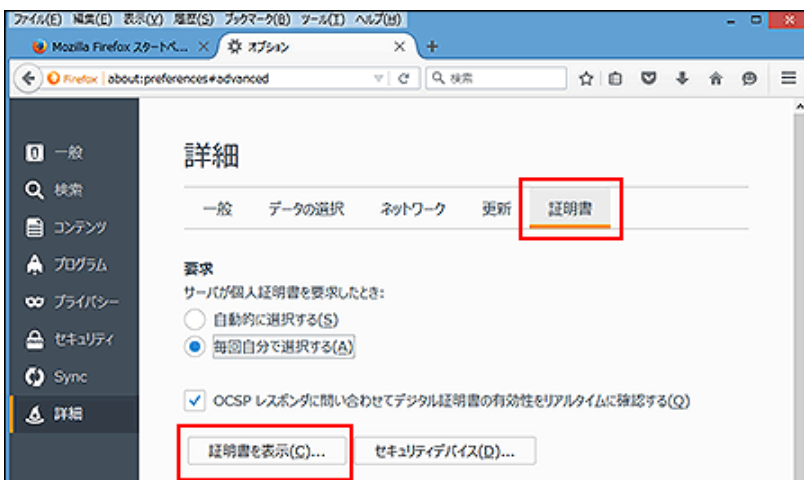 ファイル(F) 編集(E) 表示(V) 履歴(S) ブックマーク(B) ツール(T) ヘルプ(H)
Mozilla Firefox スタートペ... オプション
Firefox about:preferences#advanced 検索
詳細
一般
検索
コンテンツ
プログラム
プライバシー
セキュリティ
Sync
詳細
一般 データの選択 ネットワーク 更新 証明書
要求
サーバが個人証明書を要求したとき:
自動的に選択する(S)
毎回自分で選択する(A)
OCSP レスポンダに問い合わせてデジタル証明書の有効性をリアルタイムに確認する(Q)
証明書を表示(C)... セキュリティデバイス(D)...